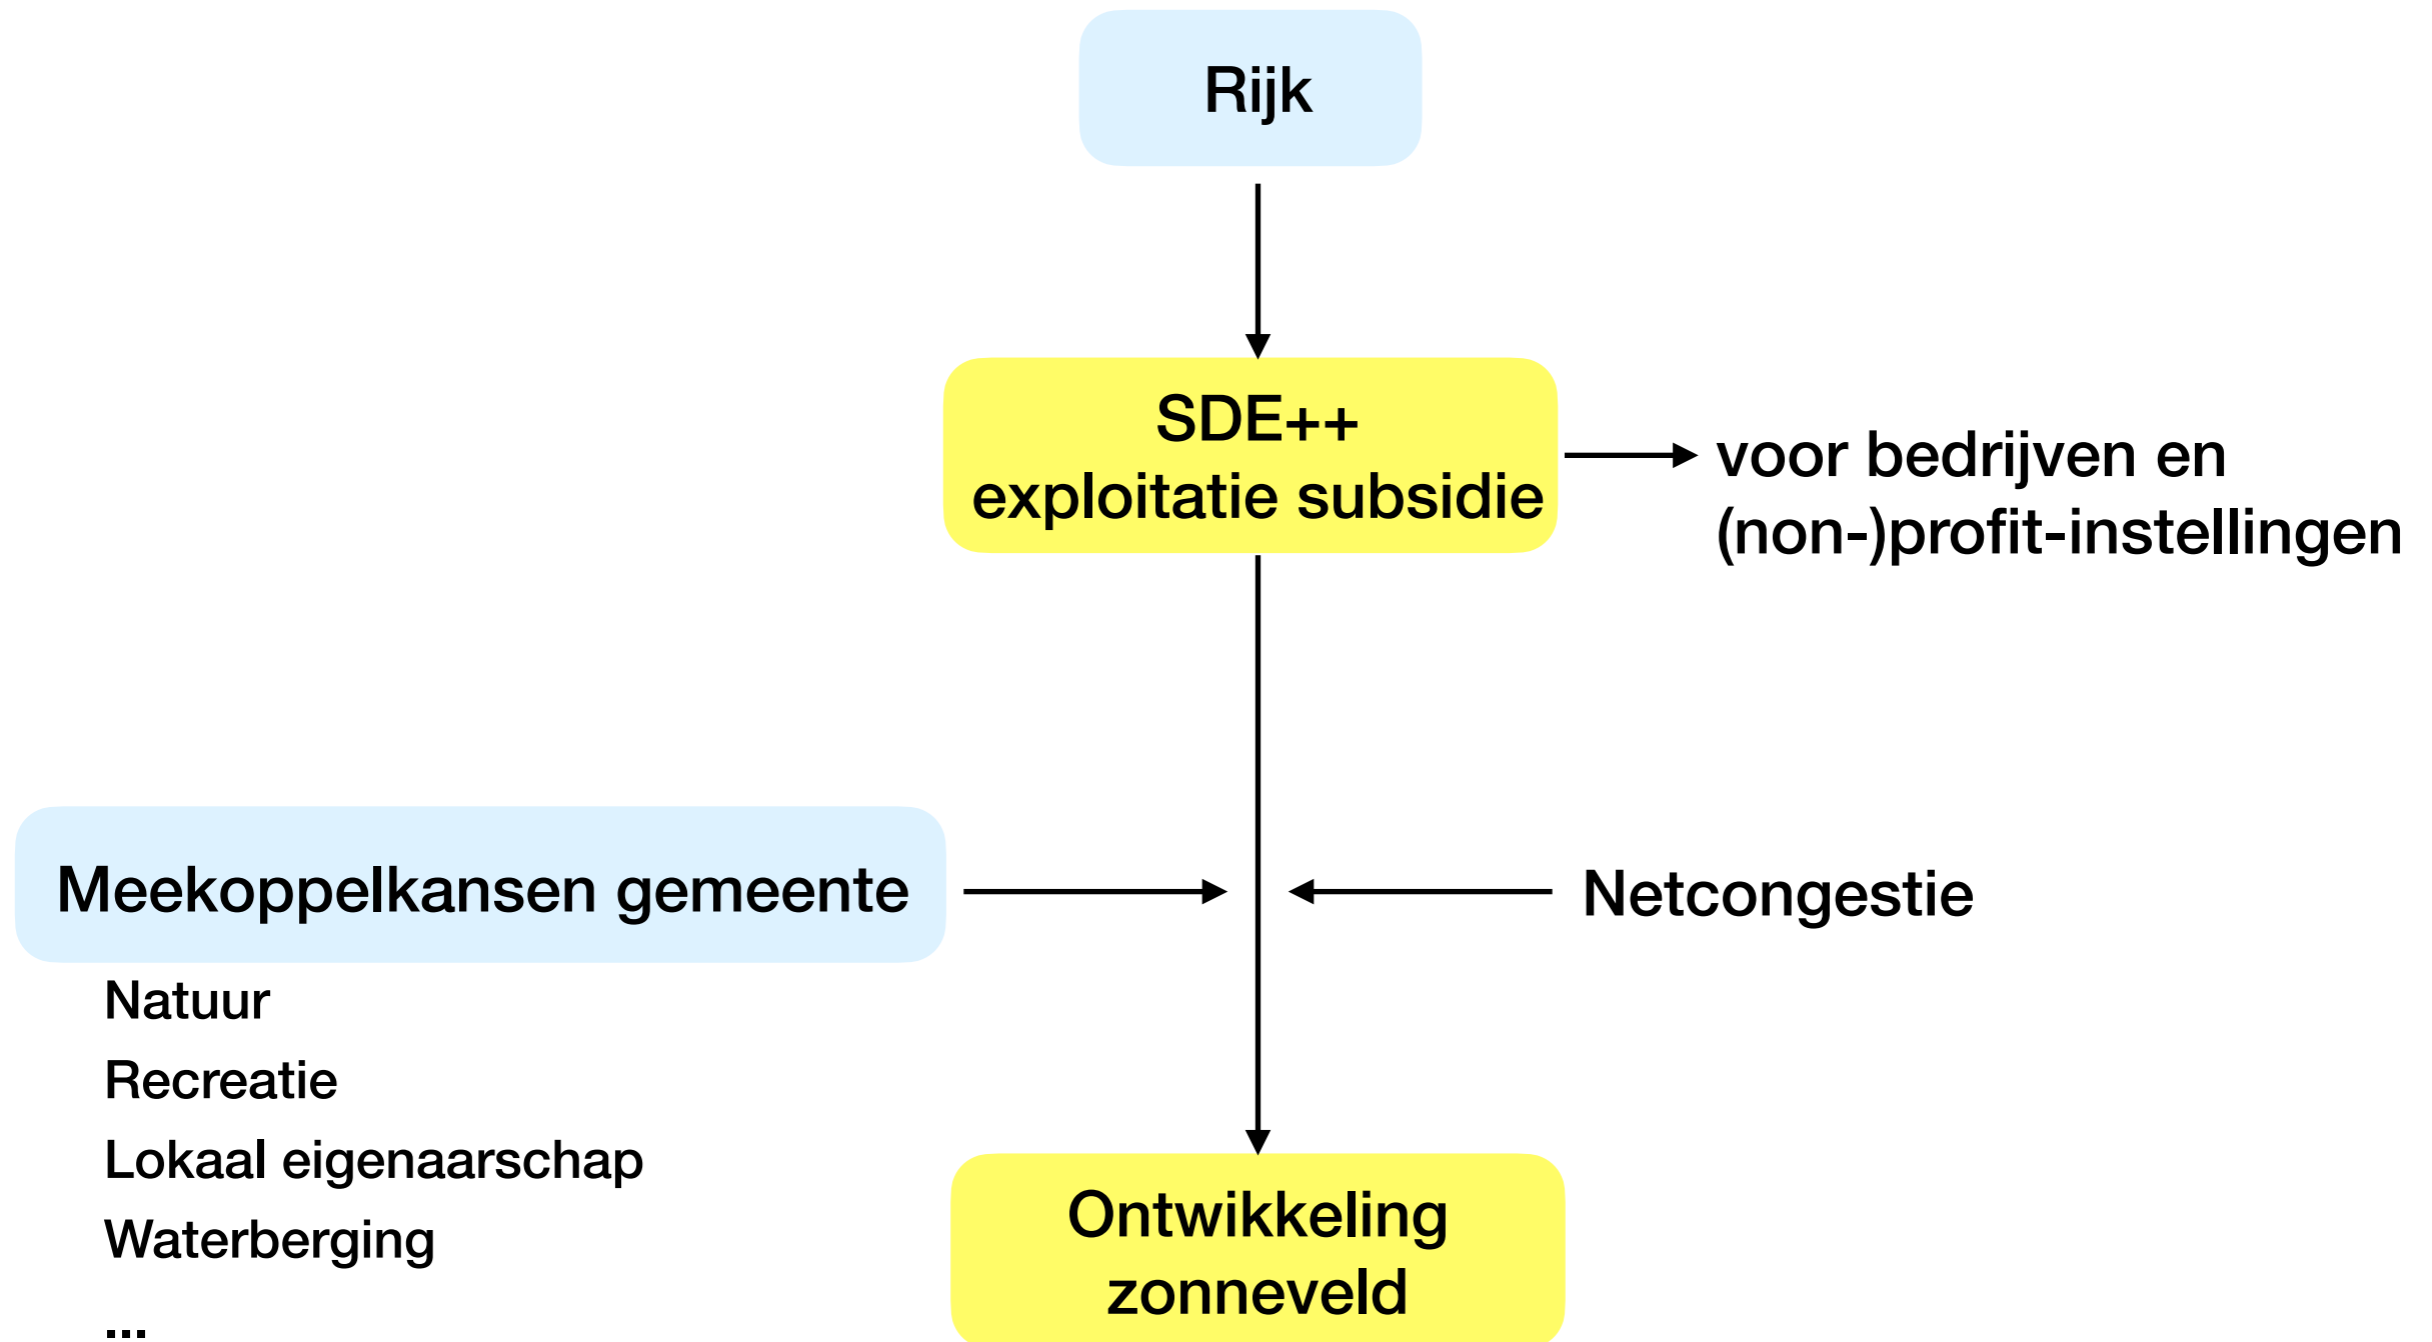 Rijk
SDE++
exploitatie subsidie
voor bedrijven en
(non-)profit-instellingen
Meekoppelkansen gemeente
Netcongestie
Natuur
Recreatie
Lokaal eigenaarschap
Waterberging
...
Ontwikkeling
zonneveld